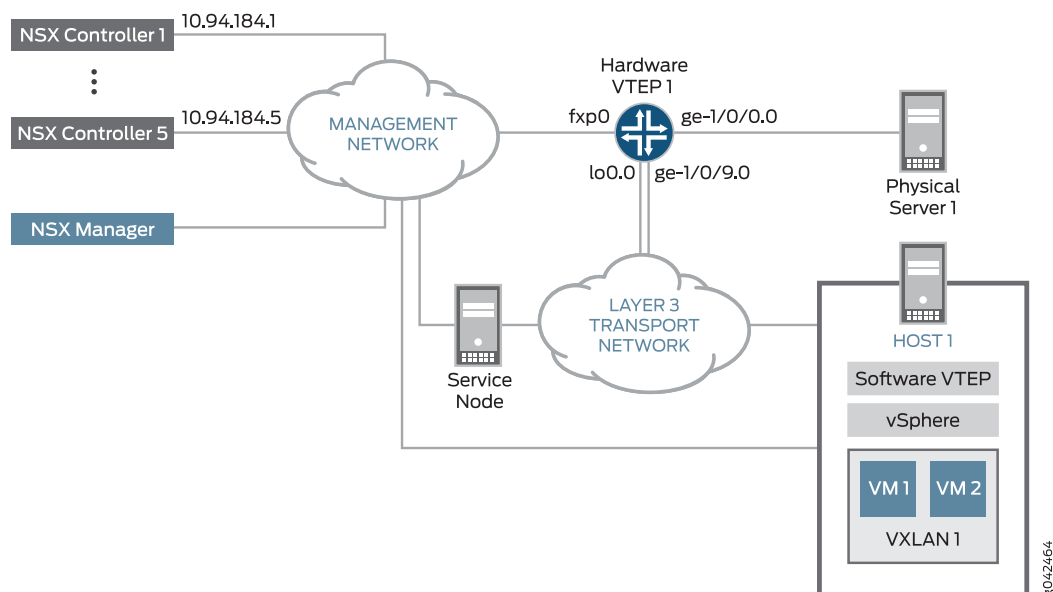 NSX Controller 1
10.94.184.1
NSX Controller 5
10.94.184.5
NSX Manager
MANAGEMENT
NETWORK
Hardware
VTEP 1
fxp0
ge-1/0/0.0
lo0.0
ge-1/0/9.0
Physical
Server 1
Service
Node
LAYER 3
TRANSPORT
NETWORK
HOST 1
Software VTEP
vSphere
VM 1
VM 2
VXLAN 1